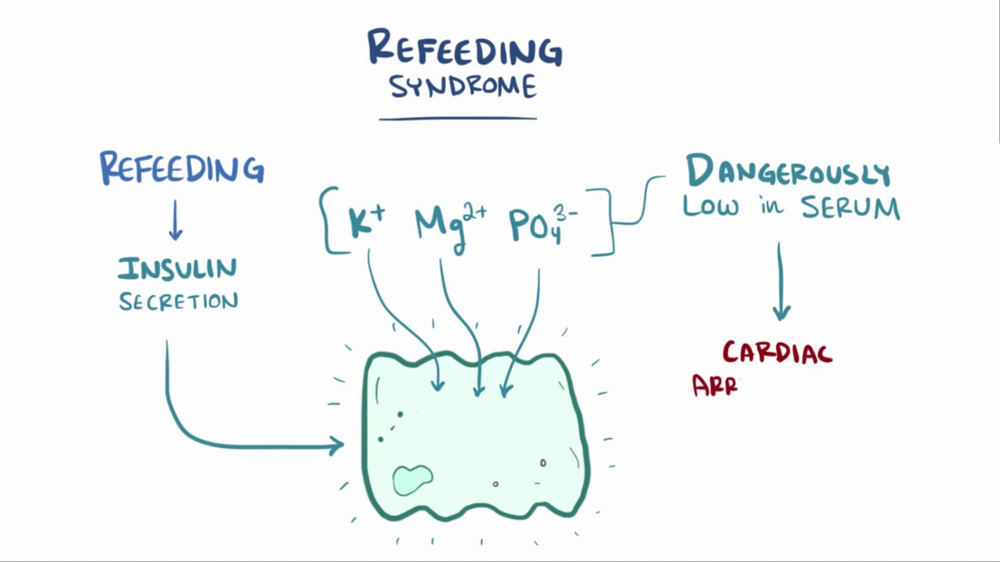 REFEEDING
SYNDROME
REFEEDING
INSULIN
SECRETION
K⁺ Mg²⁺ PO₄³⁻
DANGEROUSLY
LOW in SERUM
CARDIAC
ARR